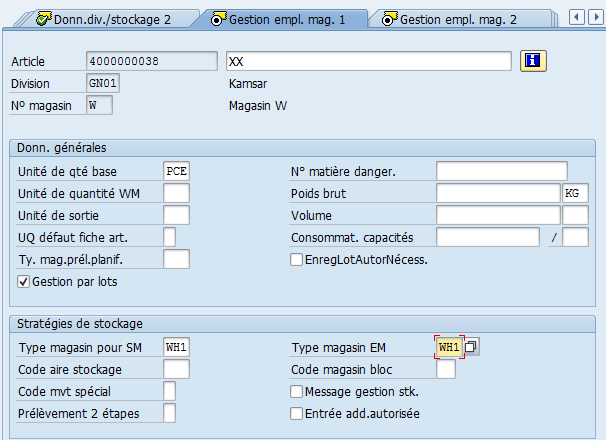 Donn.div./stockage 2 Gestion empl. mag. 1 Gestion empl. mag. 2
Article 4000000038 XX
Division GN01 Kamsar
Nº magasin W Magasin W
Donn. générales
Unité de qté base PCE N° matière danger.
Unité de quantité WM Poids brut KG
Unité de sortie Volume
UQ défaut fiche art. Consommat. capacités /
Ty. mag.prél.planif. EnregLotAutorNécess.
Gestion par lots
Stratégies de stockage
Type magasin pour SM WH1 Type magasin EM WH1
Code aire stockage Code magasin bloc
Code mvt spécial Message gestion stk.
Prélèvement 2 étapes Entrée add.autorisée